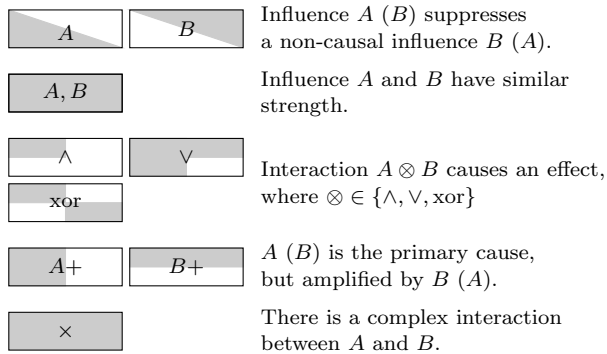 A B Influence A (B) suppresses
a non-causal influence B (A).
A, B Influence A and B have similar
strength.
∧ ∨ Interaction A ⊗ B causes an effect,
xor where ⊗ ∈ {∧, ∨, xor}
A+ B+ A (B) is the primary cause,
but amplified by B (A).
× There is a complex interaction
between A and B.